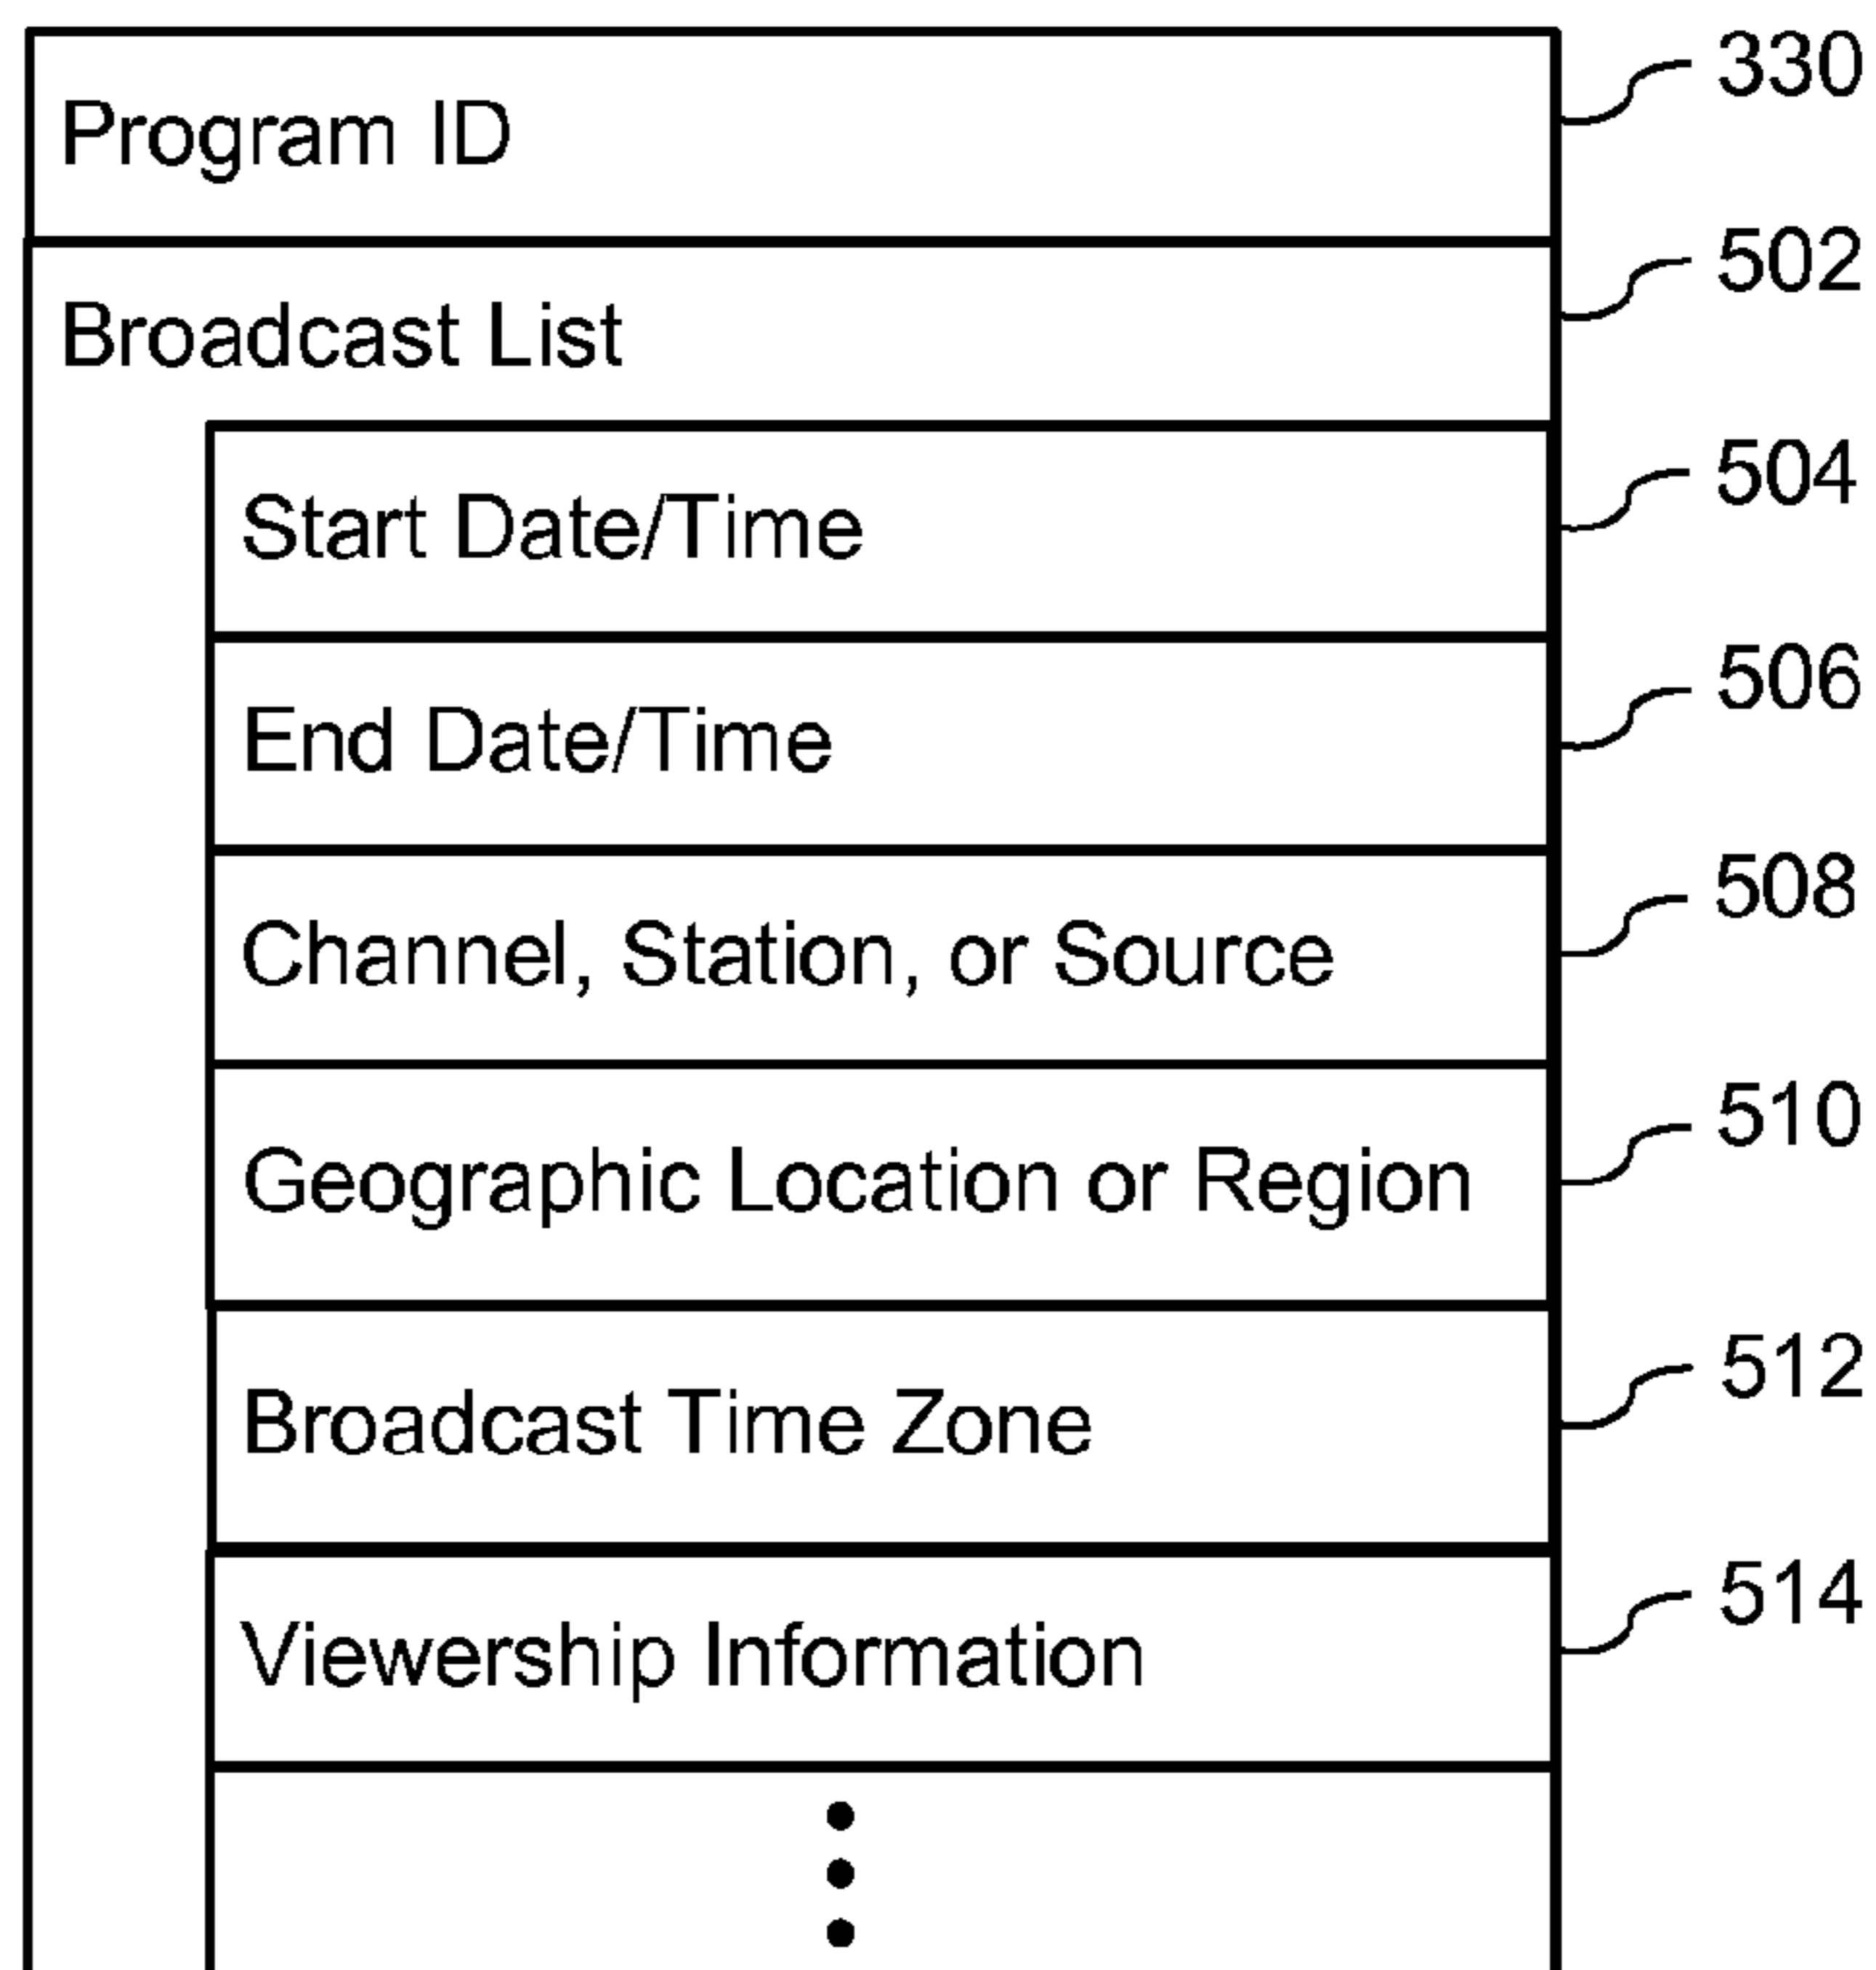 Program ID 330
Broadcast List 502
Start Date/Time 504
End Date/Time 506
Channel, Station, or Source 508
Geographic Location or Region 510
Broadcast Time Zone 512
Viewership Information 514